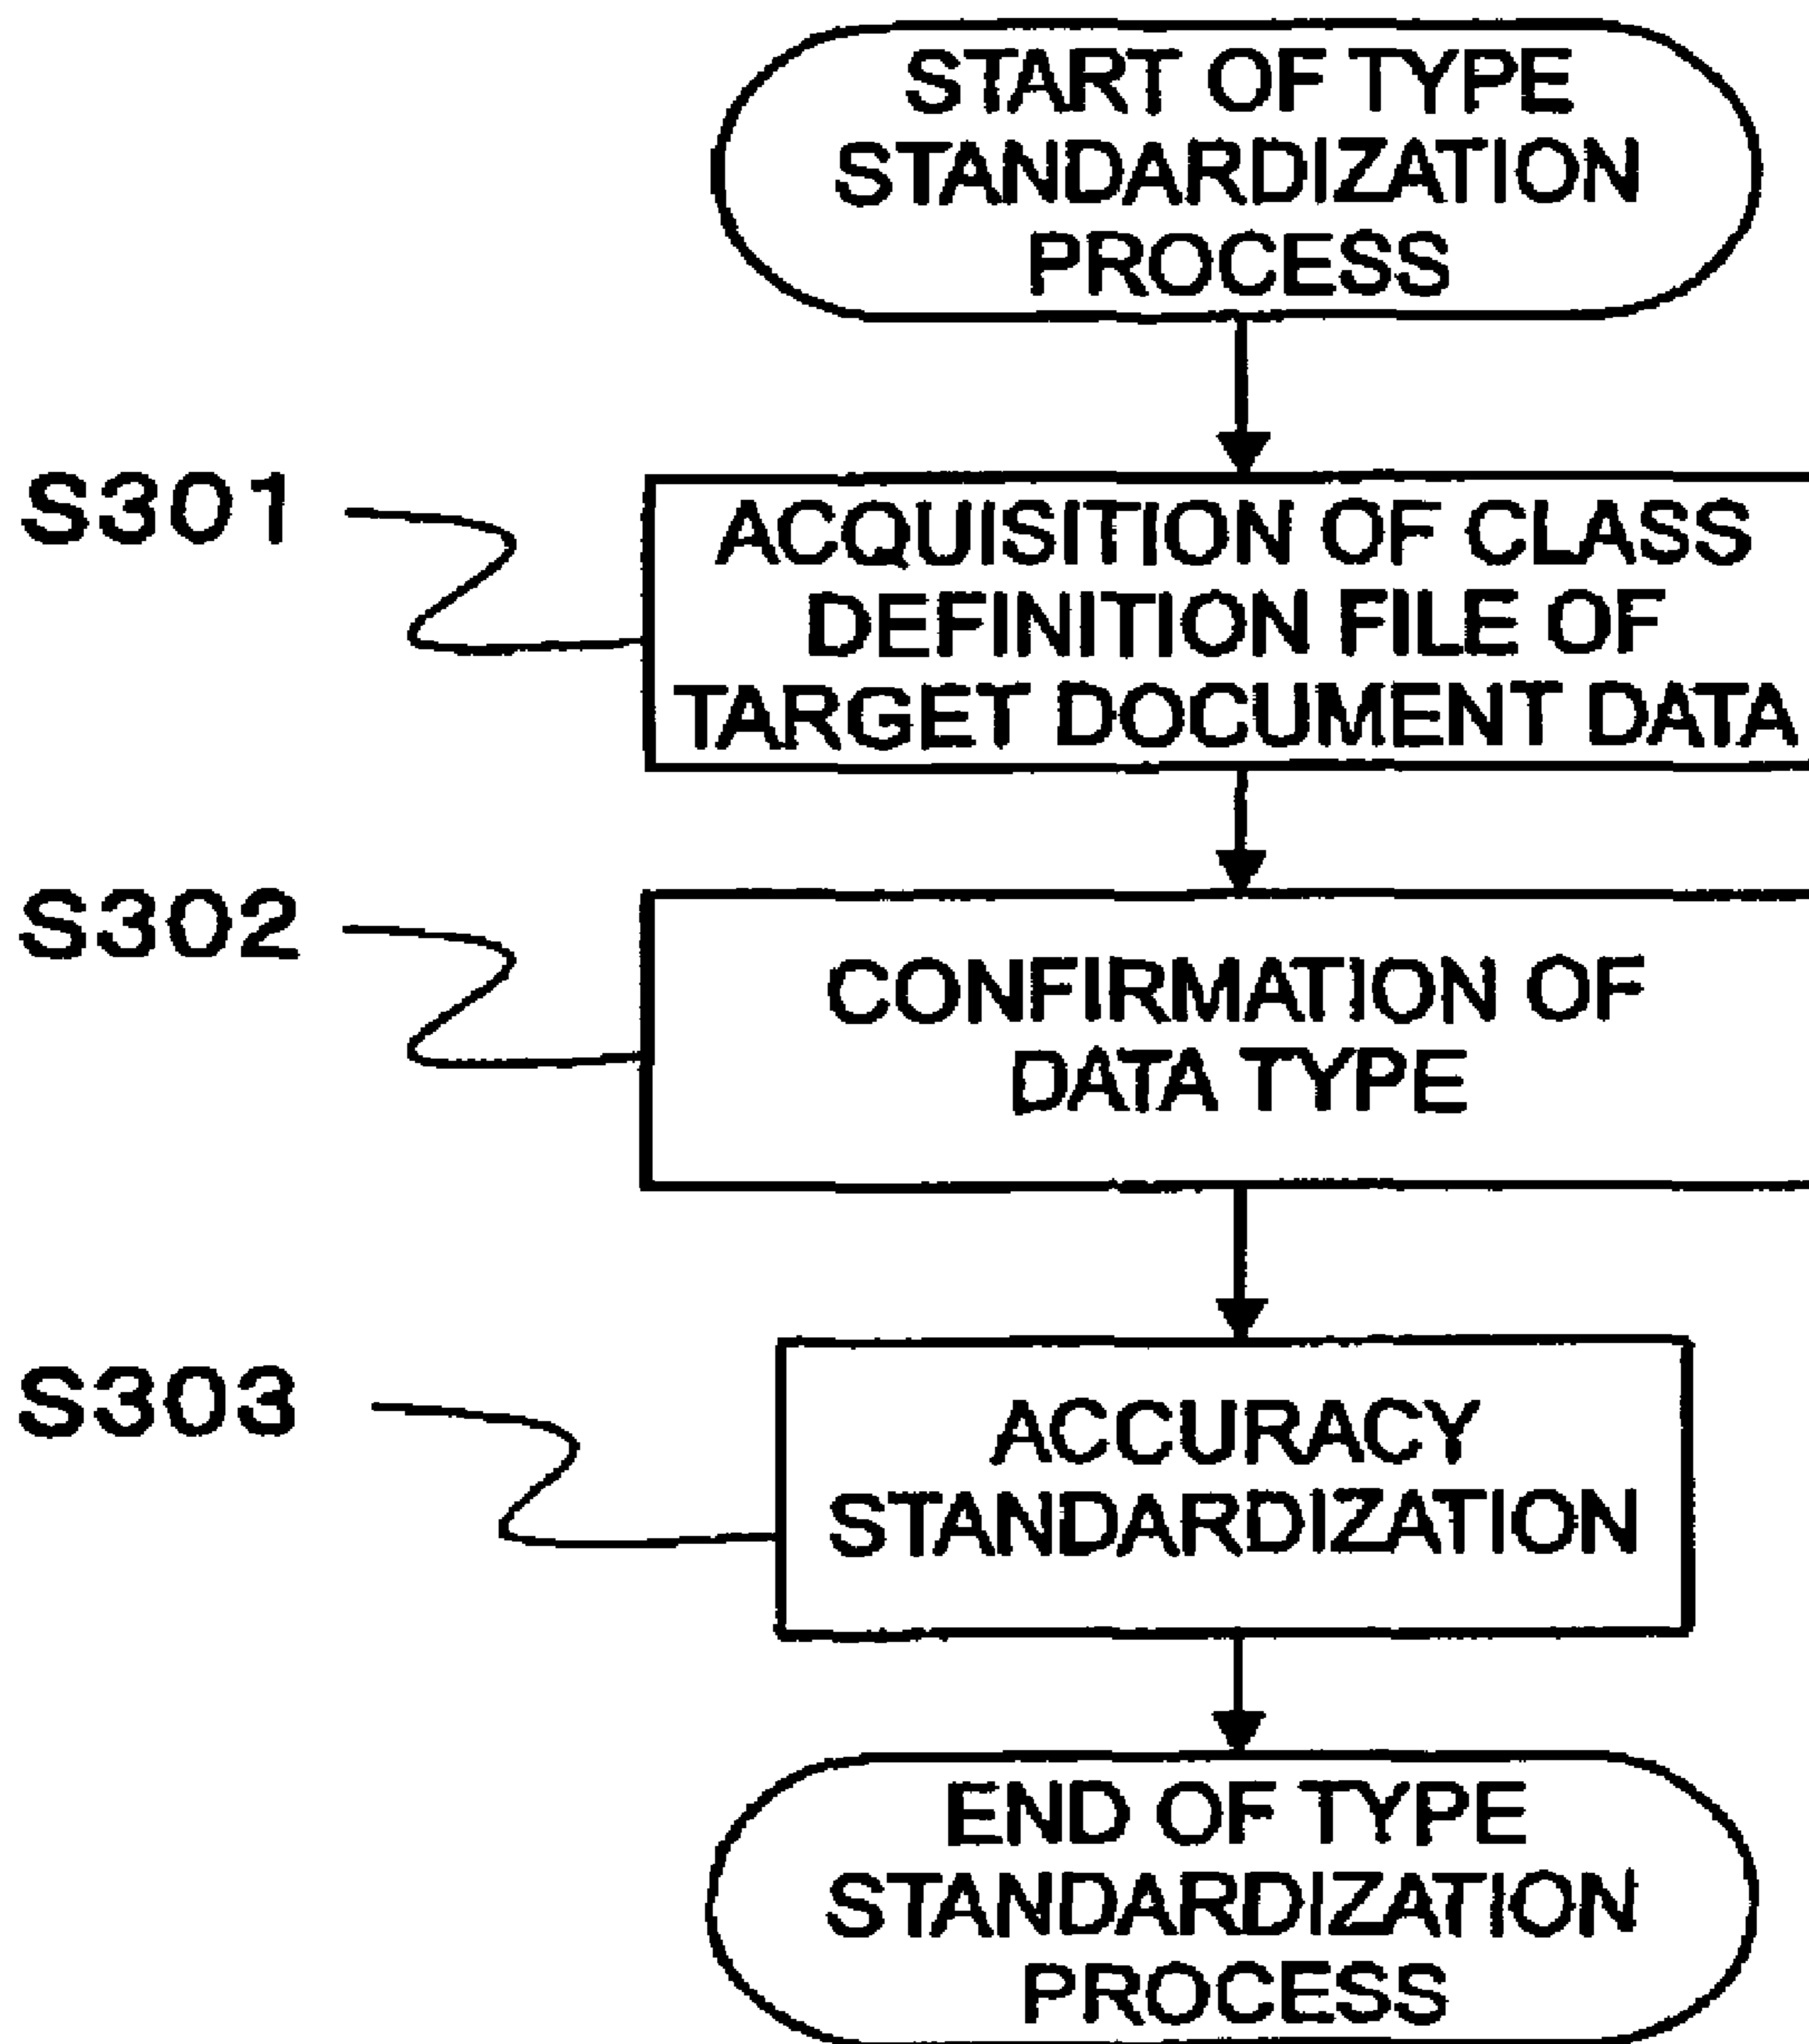 START OF TYPE
STANDARDIZATION
PROCESS
S301
ACQUISITION OF CLASS
DEFINITION FILE OF
TARGET DOCUMENT DATA
S302
CONFIRMATION OF
DATA TYPE
S303
ACCURACY
STANDARDIZATION
END OF TYPE
STANDARDIZATION
PROCESS